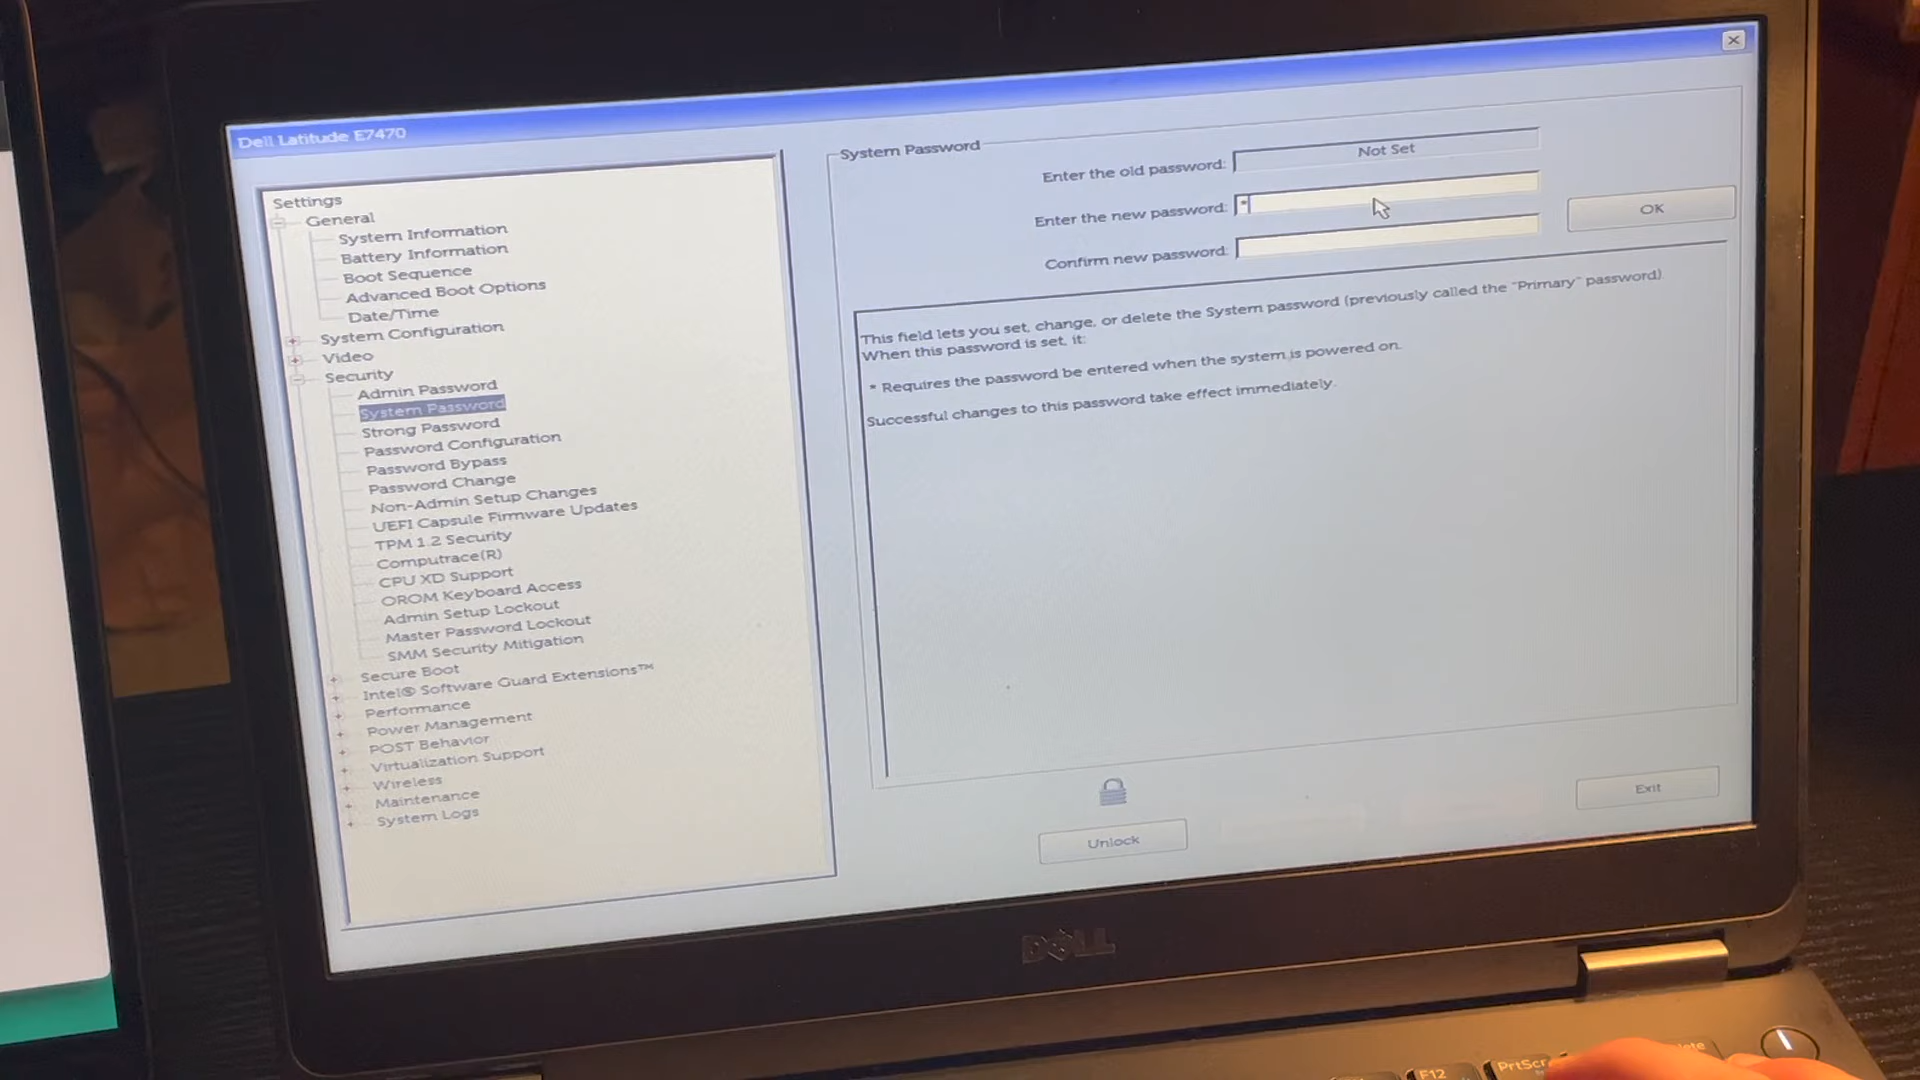 Dell Latitude E7470
Settings
General
System Information
Battery Information
Boot Sequence
Advanced Boot Options
Date/Time
System Configuration
Video
Security
Admin Password
System Password
Strong Password
Password Configuration
Password Bypass
Password Change
Non-Admin Setup Changes
UEFI Capsule Firmware Updates
TPM 1.2 Security
Computrace(R)
CPU XD Support
OROM Keyboard Access
Admin Setup Lockout
Master Password Lockout
SMM Security Mitigation
Secure Boot
Intel® Software Guard Extensions™
Performance
Power Management
POST Behavior
Virtualization Support
Wireless
Maintenance
System Logs
System Password
Enter the old password: Not Set
Enter the new password: *
Confirm new password:
OK
This field lets you set, change, or delete the System password (previously called the "Primary" password).
When this password is set, it:
* Requires the password be entered when the system is powered on.
Successful changes to this password take effect immediately.
Unlock
Exit
DELL
F12
PrtScr